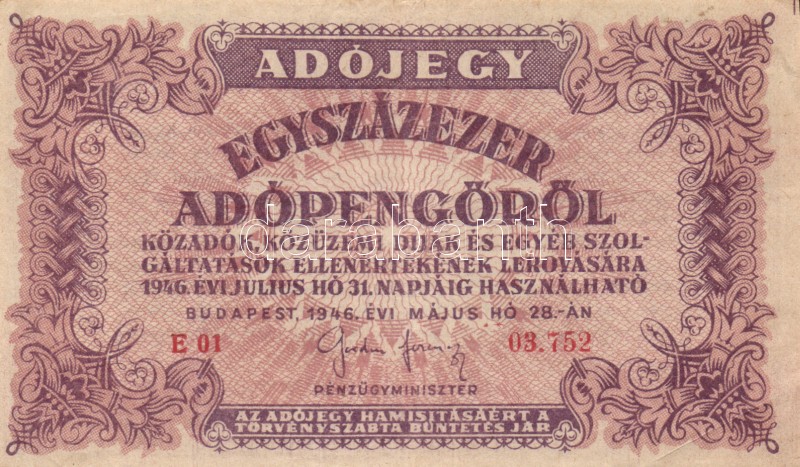 ADÓJEGY
EGYSZÁZEZER
ADÓPENGŐRŐL
KÖZADÓK, KÖZÜZEMI DIJAK ÉS EGYÉB SZOL-
GÁLTATÁSOK ELLENÉRTÉKÉNEK LEROVÁSÁRA
1946. ÉVI JULIUS HÓ 31. NAPJÁIG HASZNÁLHATÓ
BUDAPEST, 1946. ÉVI MÁJUS HÓ 28.-ÁN
E 01 03.752
PÉNZÜGYMINISZTER
AZ ADÓJEGY HAMISITÁSÁÉRT A
TÖRVÉNYSZABTA BÜNTETÉS JÁR
darabanth